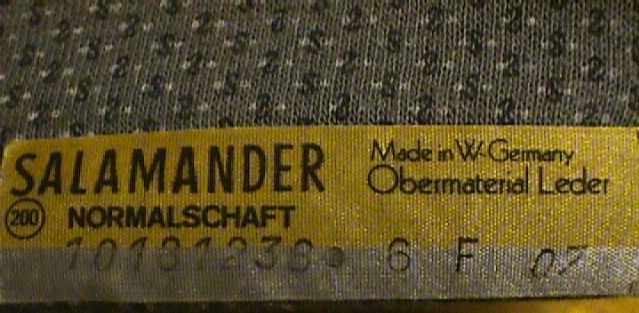 SALAMANDER
Made in W-Germany
Obermaterial Leder
200 NORMALSCHAFT
6 F